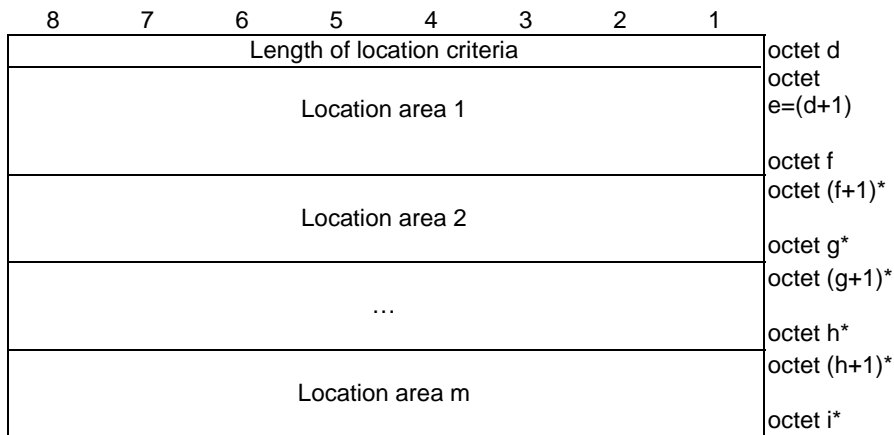 8 7 6 5 4 3 2 1
Length of location criteria octet d
octet
e=(d+1)
Location area 1
octet f
octet (f+1)*
Location area 2
octet g*
octet (g+1)*
…
octet h*
octet (h+1)*
Location area m
octet i*